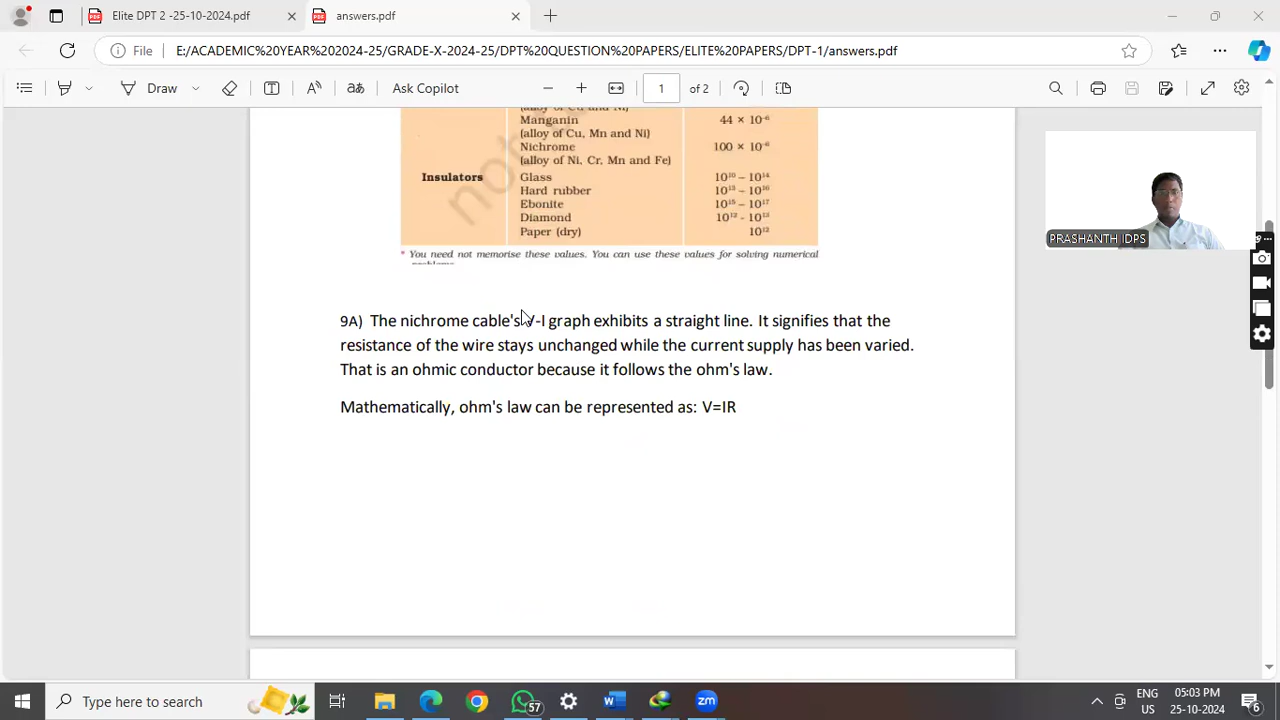 Elite DPT 2 -25-10-2024.pdf
answers.pdf
File E:/ACADEMIC%20YEAR%202024-25/GRADE-X-2024-25/DPT%20QUESTION%20PAPERS/ELITE%20PAPERS/DPT-1/answers.pdf
Draw
Ask Copilot
1 of 2
(alloy of Cu and Ni)
Manganin 44 × 10⁻⁶
(alloy of Cu, Mn and Ni)
Nichrome 100 × 10⁻⁶
(alloy of Ni, Cr, Mn and Fe)
Insulators Glass 10¹⁰ – 10¹⁴
Hard rubber 10¹³ – 10¹⁶
Ebonite 10¹⁵ – 10¹⁷
Diamond 10¹² - 10¹³
Paper (dry) 10¹²
* You need not memorise these values. You can use these values for solving numerical
PRASHANTH IDPS
9A) The nichrome cable's V-I graph exhibits a straight line. It signifies that the
resistance of the wire stays unchanged while the current supply has been varied.
That is an ohmic conductor because it follows the ohm's law.
Mathematically, ohm's law can be represented as: V=IR
Type here to search
57
zm
ENG
US
05:03 PM
25-10-2024
6